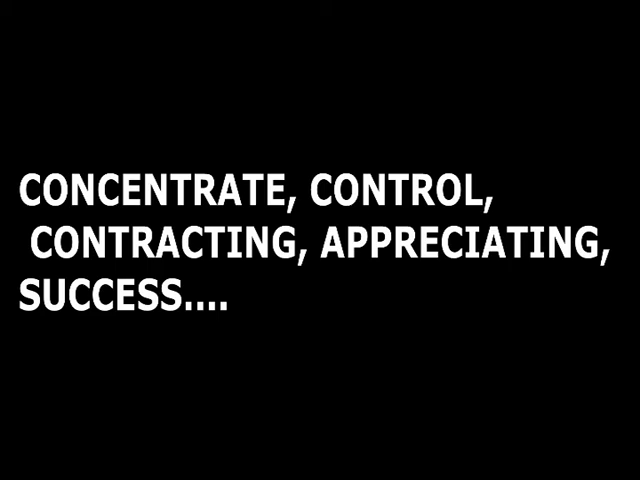 CONCENTRATE, CONTROL,
CONTRACTING, APPRECIATING,
SUCCESS....